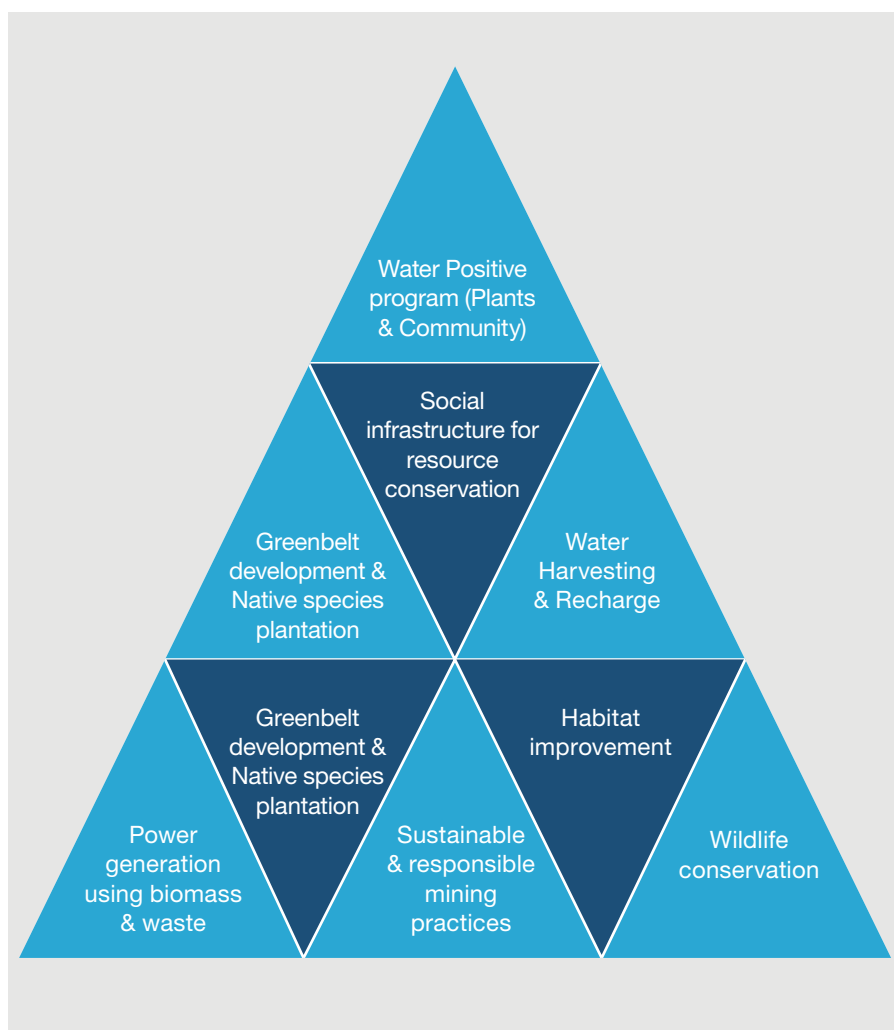 Water Positive
program (Plants
& Community)
Social
infrastructure for
resource
conservation
Greenbelt
development &
Native species
plantation
Water
Harvesting
& Recharge
Greenbelt
development &
Native species
plantation
Habitat
improvement
Power
generation
using biomass
& waste
Sustainable
& responsible
mining
practices
Wildlife
conservation